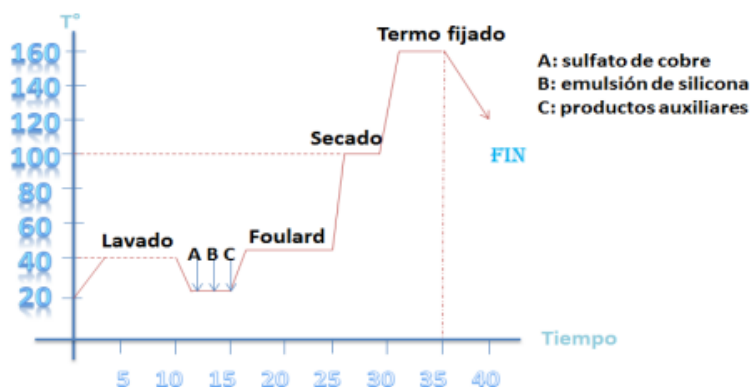 T°
Termo fijado
160
140
120
100
80
60
40
20
A: sulfato de cobre
B: emulsión de silicona
C: productos auxiliares
Secado
FIN
Lavado
A B C
Foulard
Tiempo
5 10 15 20 25 30 35 40